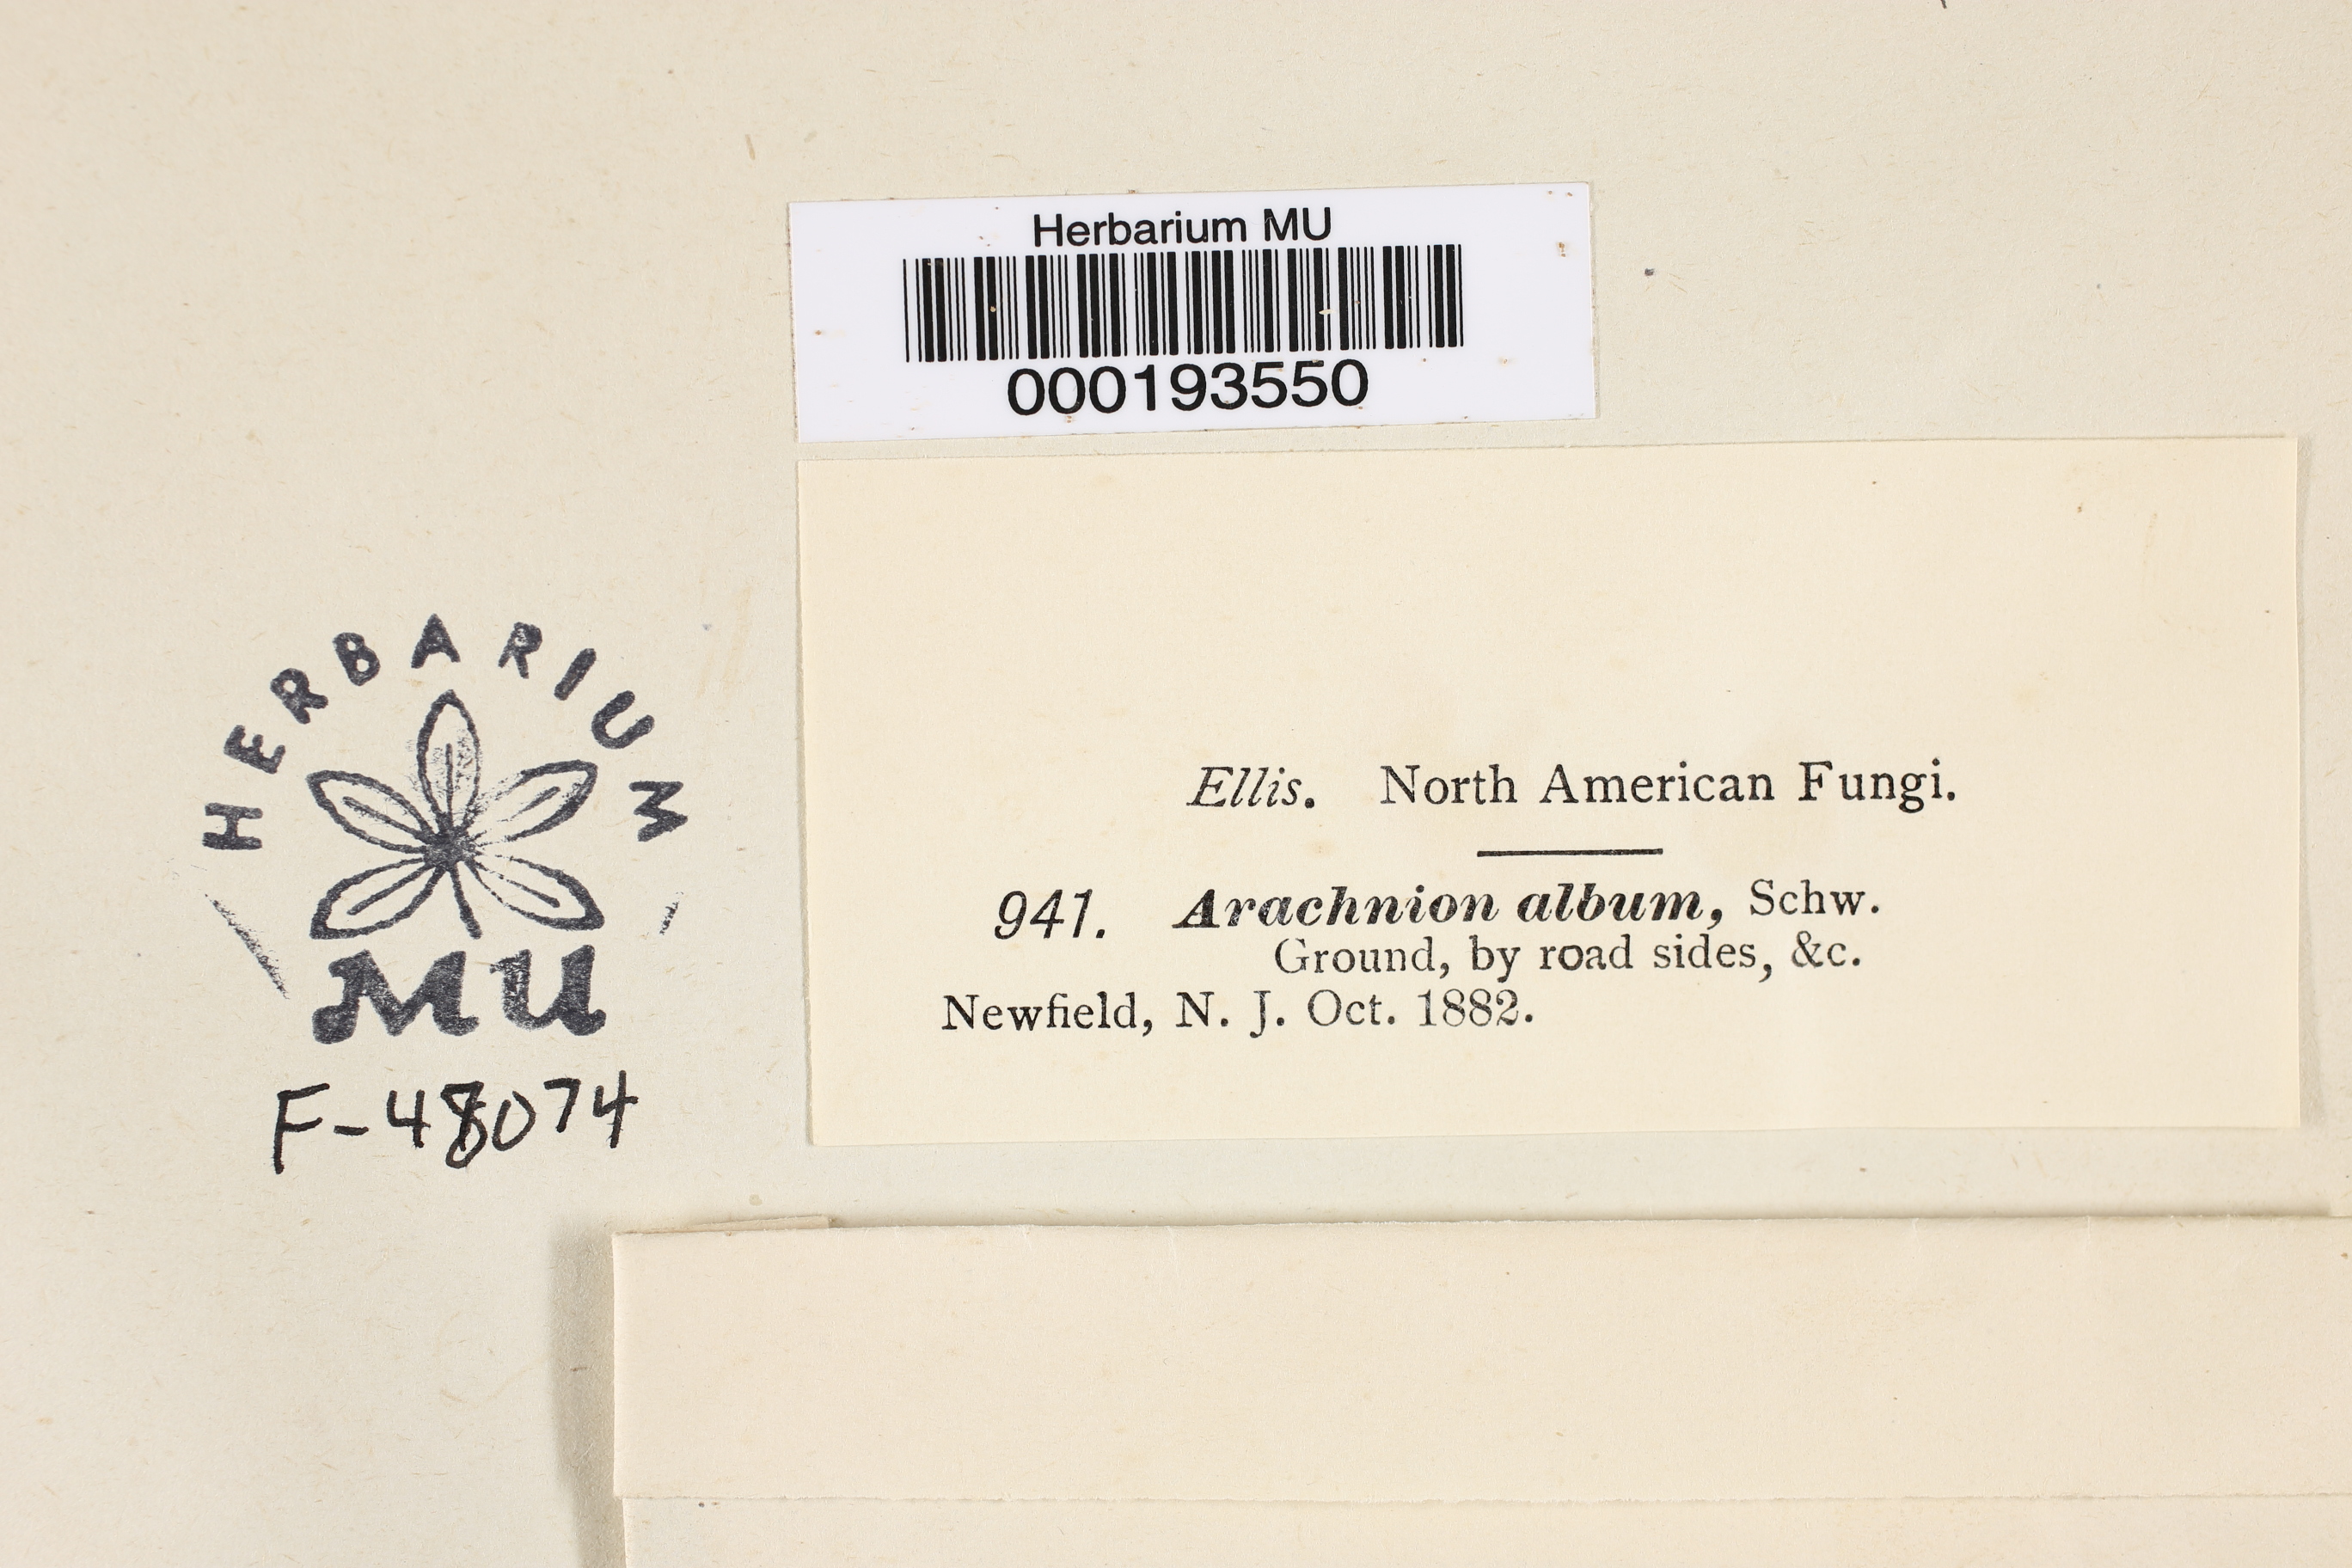 Herbarium MU
000193550
HERBARIUM
MU
F-48074
Ellis. North American Fungi.
941. Arachnion album, Schw.
Ground, by road sides, &c.
Newfield, N. J. Oct. 1882.